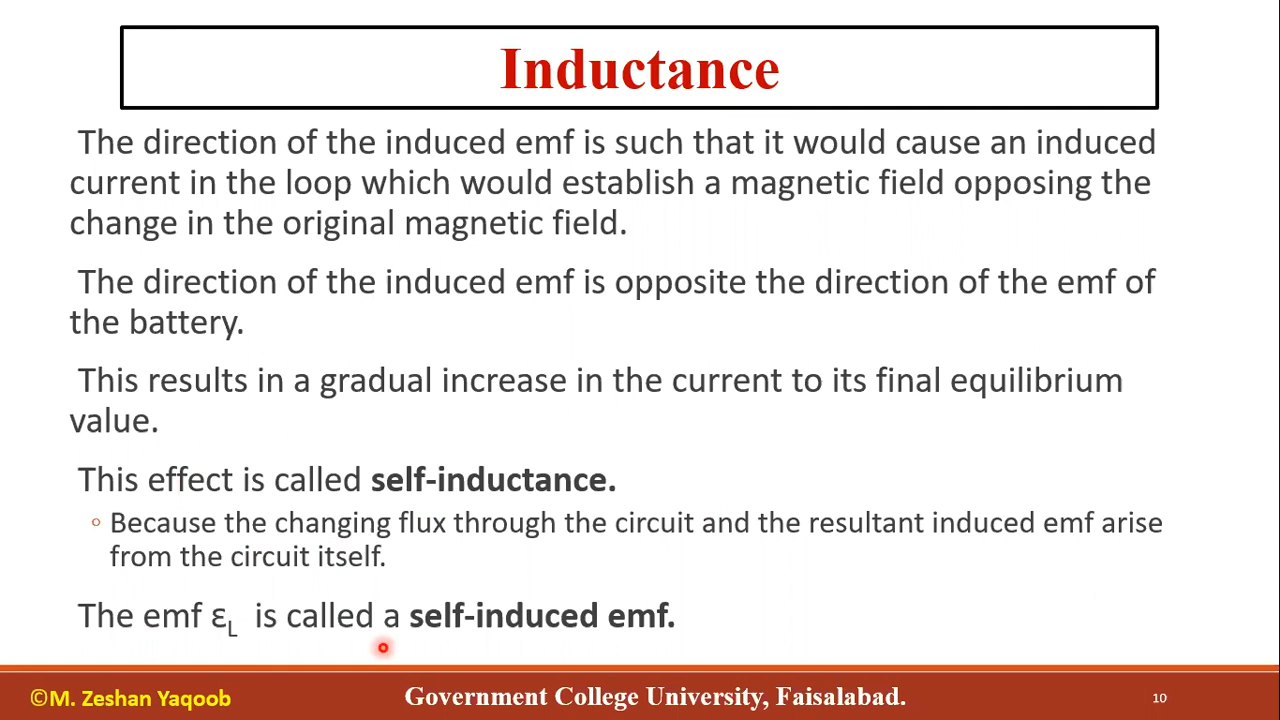 Inductance
The direction of the induced emf is such that it would cause an induced
current in the loop which would establish a magnetic field opposing the
change in the original magnetic field.
The direction of the induced emf is opposite the direction of the emf of
the battery.
This results in a gradual increase in the current to its final equilibrium
value.
This effect is called self-inductance.
◦ Because the changing flux through the circuit and the resultant induced emf arise
from the circuit itself.
The emf ε_L is called a self-induced emf.
©M. Zeshan Yaqoob
Government College University, Faisalabad.
10